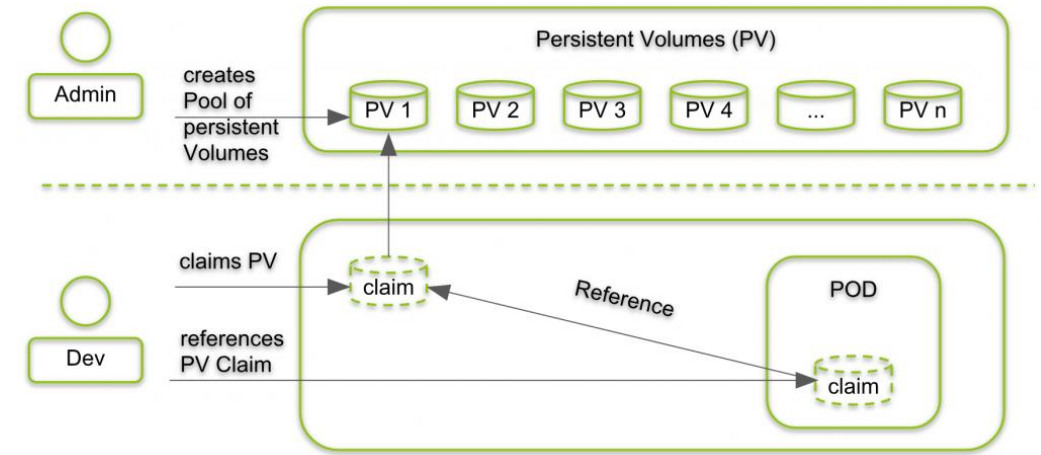 Persistent Volumes (PV)
Admin
creates
Pool of
persistent
Volumes
PV 1
PV 2
PV 3
PV 4
...
PV n
claims PV
claim
Reference
POD
Dev
references
PV Claim
claim